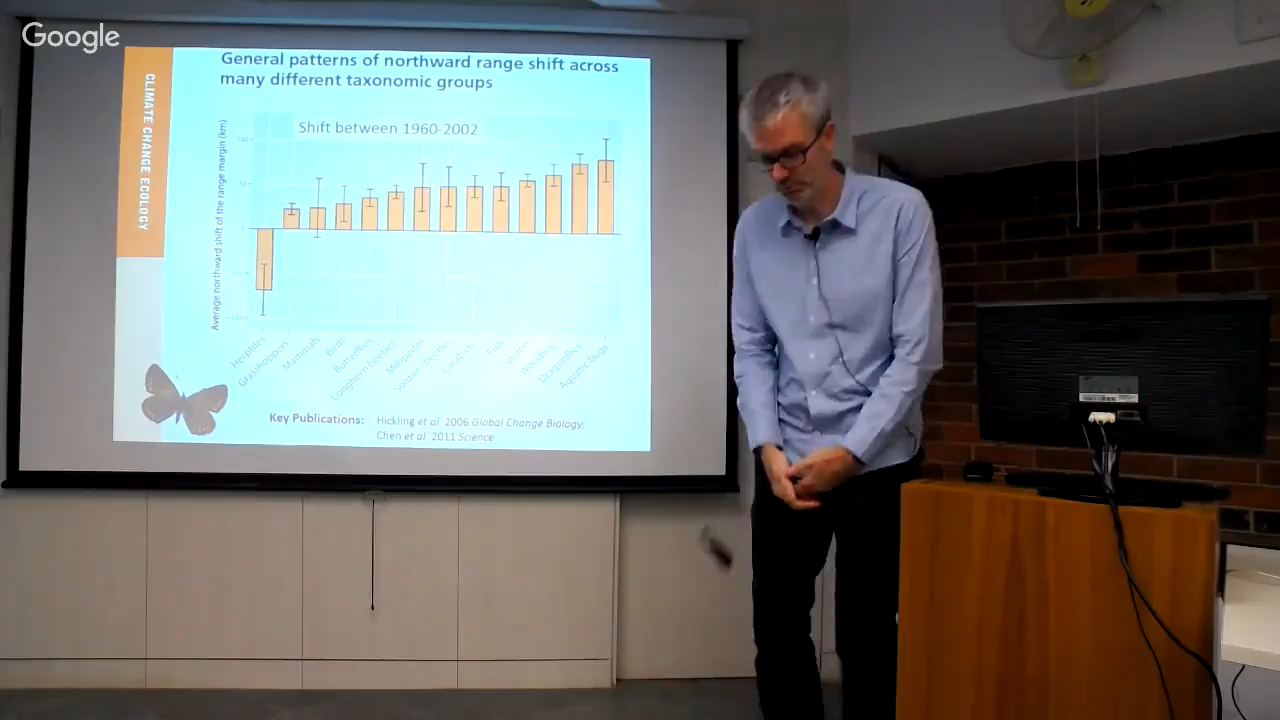 Google
General patterns of northward range shift across
many different taxonomic groups
CLIMATE CHANGE ECOLOGY
Shift between 1960-2002
Average northward shift of the range margin (km)
Herptiles
Grasshoppers
Mammals
Birds
Butterflies
Longhorn beetles
Millipedes
Soldier beetles
Carabids
Fish
Spiders
Woodlice
Dragonflies
Aquatic bugs
Key Publications: Hickling et al 2006 Global Change Biology;
Chen et al 2011 Science